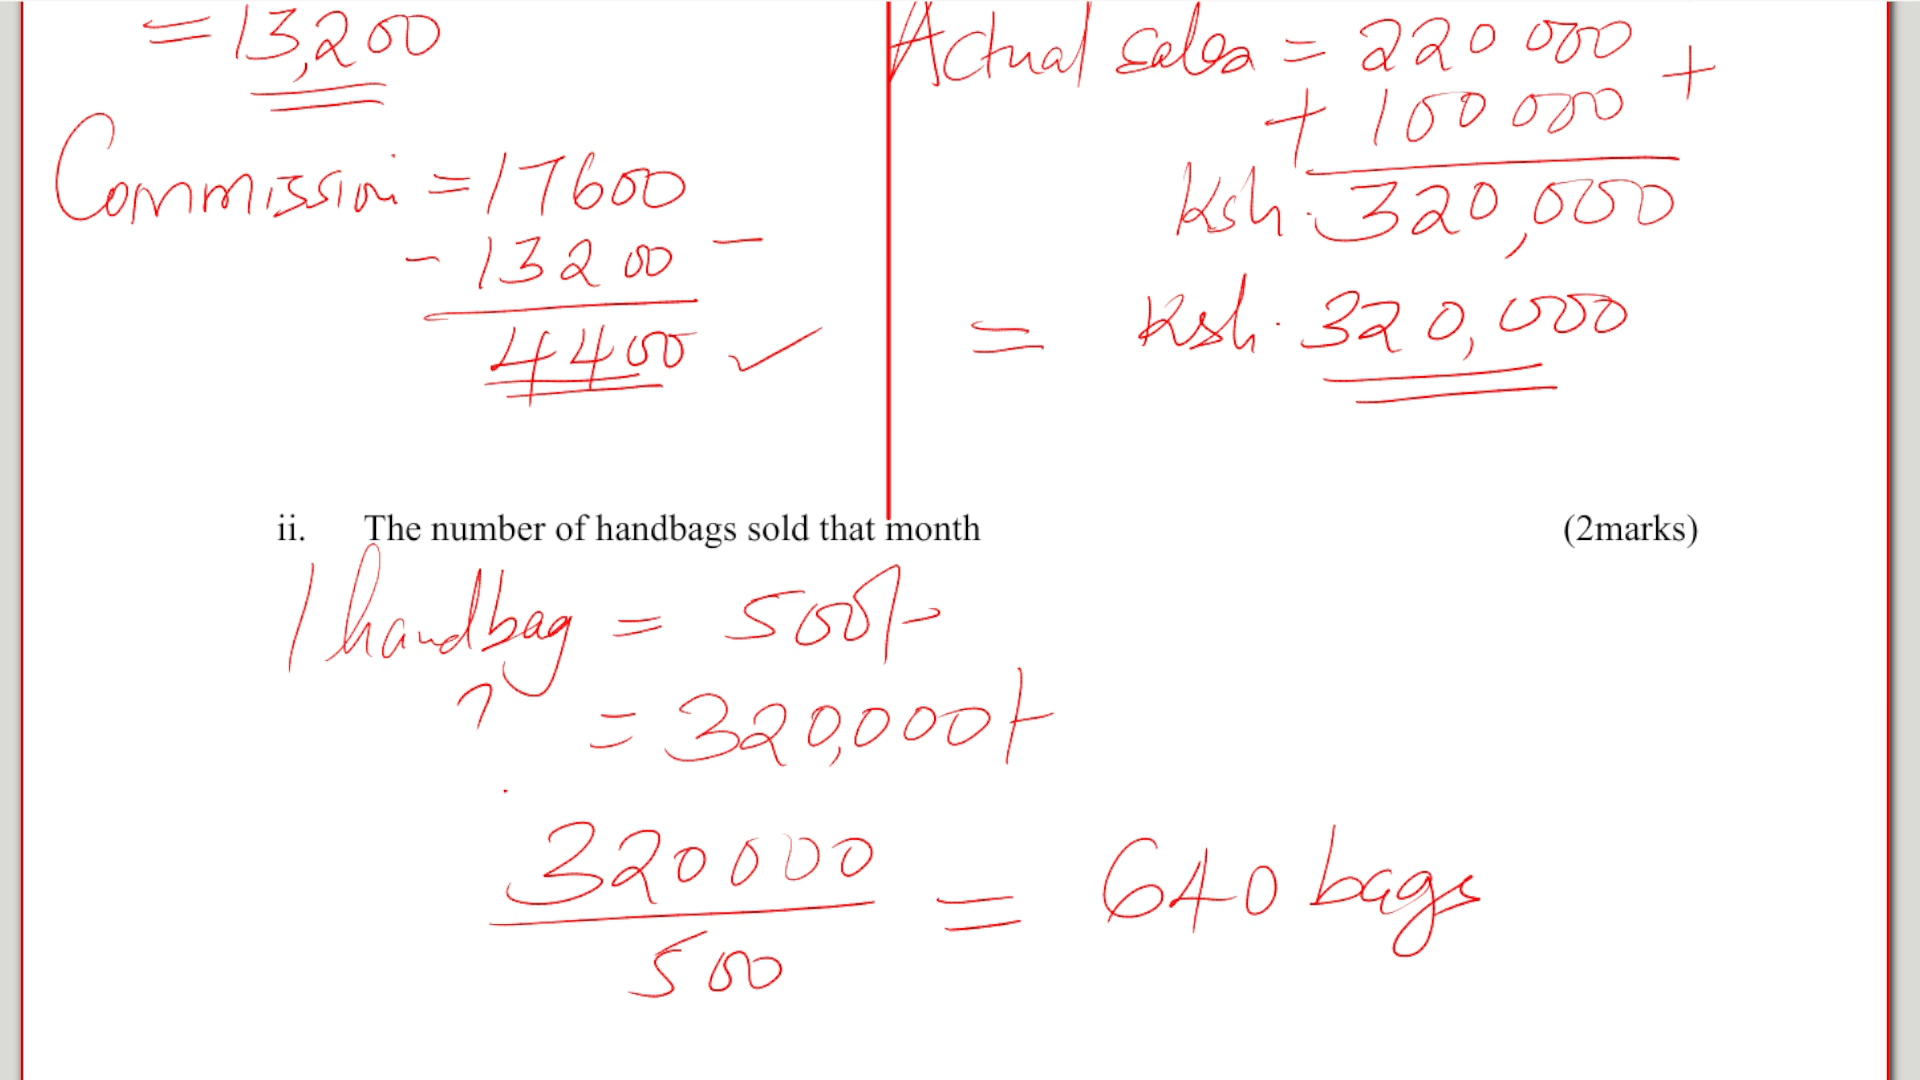 = 13,200
Commission = 17600
- 13200 -
4400 ✓
Actual sales = 220 000 +
+ 100 000
Ksh. 320,000
= Ksh. 320,000
ii. The number of handbags sold that month (2marks)
1 handbag = 500/-
? = 320,000/-
320000
500
= 640 bags